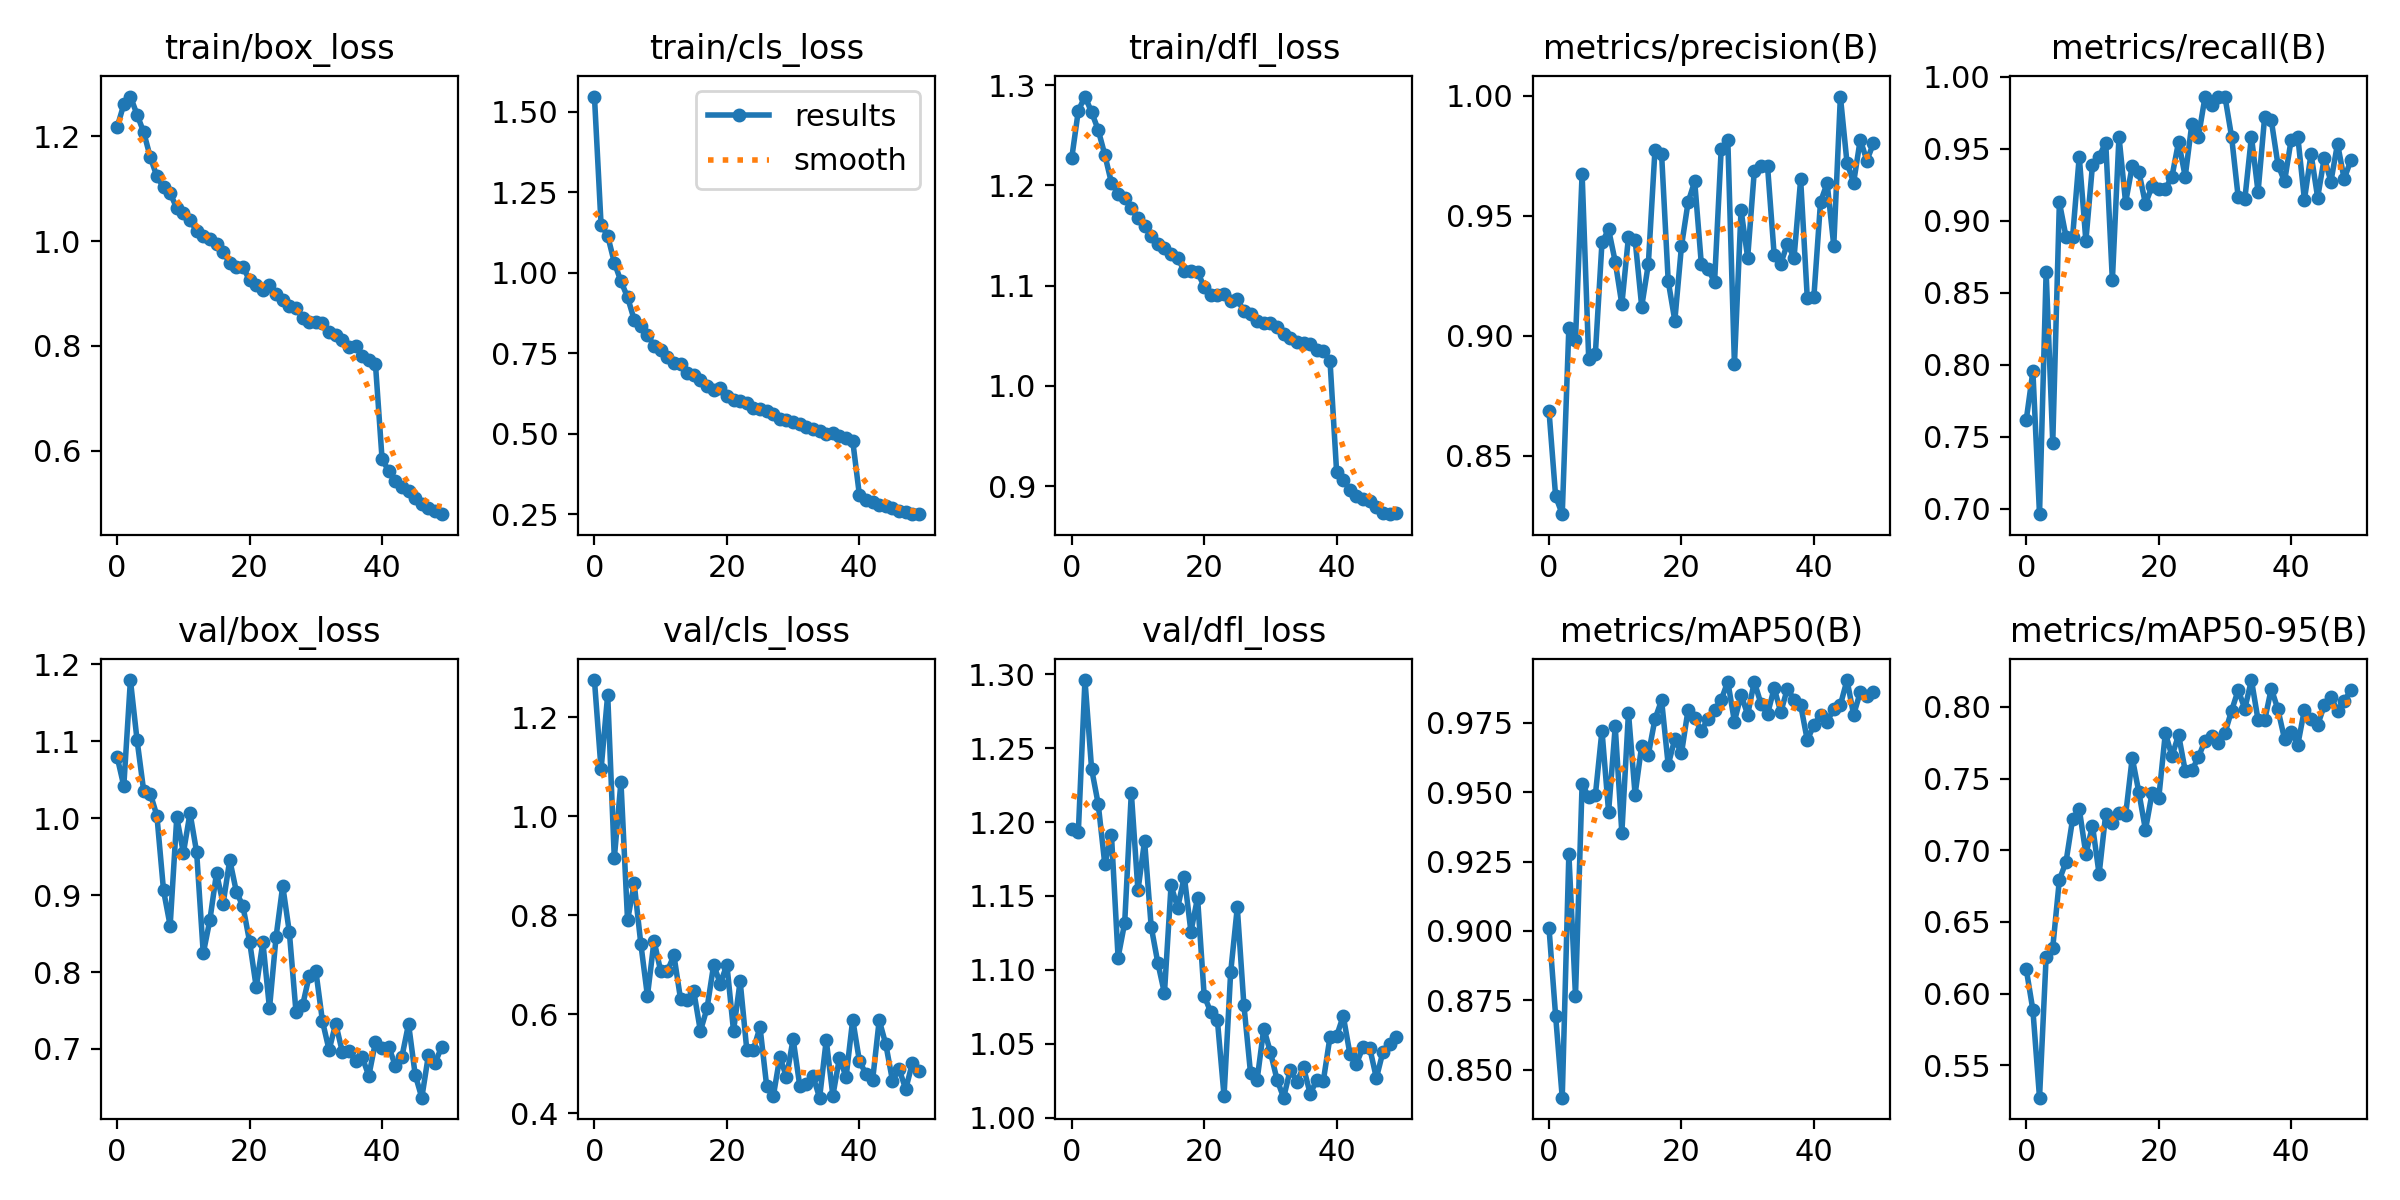 train/box_loss
1.2
1.0
0.8
0.6
0 20 40
train/cls_loss
results
smooth
1.50
1.25
1.00
0.75
0.50
0.25
0 20 40
train/dfl_loss
1.3
1.2
1.1
1.0
0.9
0 20 40
metrics/precision(B)
1.00
0.95
0.90
0.85
0 20 40
metrics/recall(B)
1.00
0.95
0.90
0.85
0.80
0.75
0.70
0 20 40
val/box_loss
1.2
1.1
1.0
0.9
0.8
0.7
0 20 40
val/cls_loss
1.2
1.0
0.8
0.6
0.4
0 20 40
val/dfl_loss
1.30
1.25
1.20
1.15
1.10
1.05
1.00
0 20 40
metrics/mAP50(B)
0.975
0.950
0.925
0.900
0.875
0.850
0 20 40
metrics/mAP50-95(B)
0.80
0.75
0.70
0.65
0.60
0.55
0 20 40